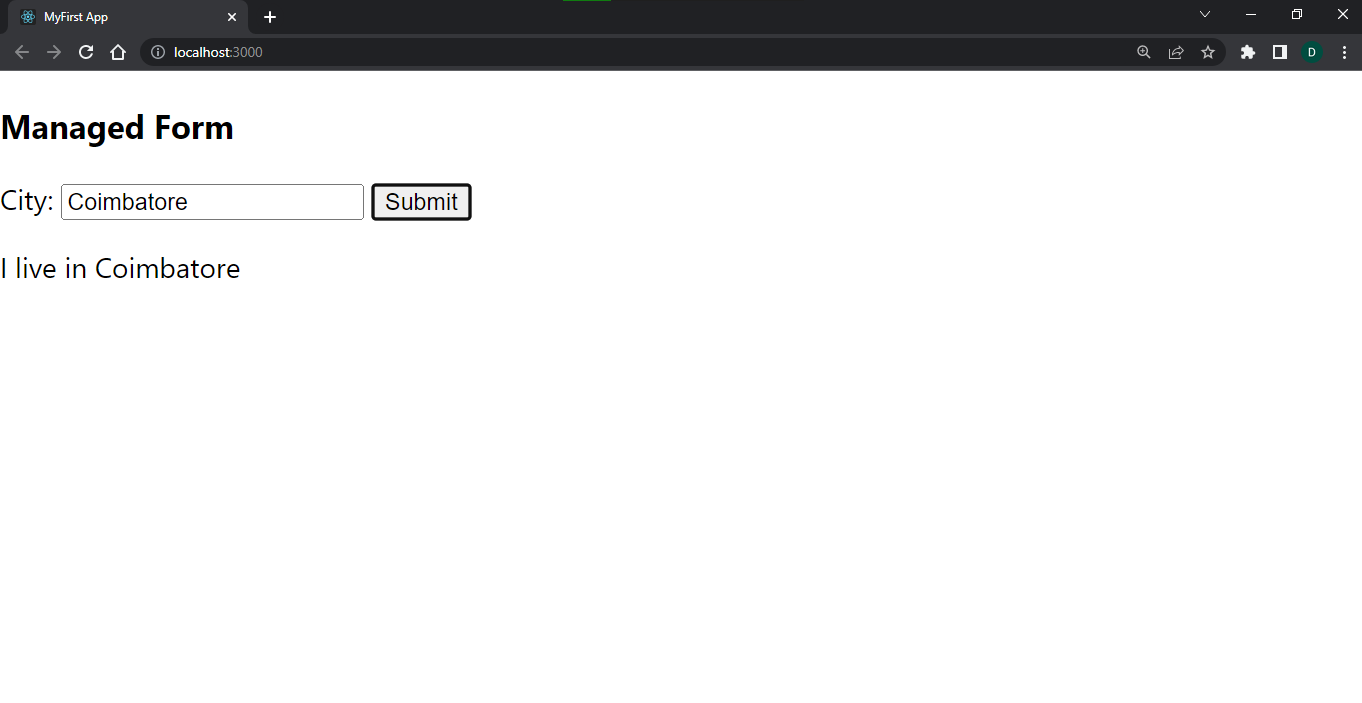 MyFirst App
localhost:3000
D
Managed Form
City: Coimbatore Submit
I live in Coimbatore